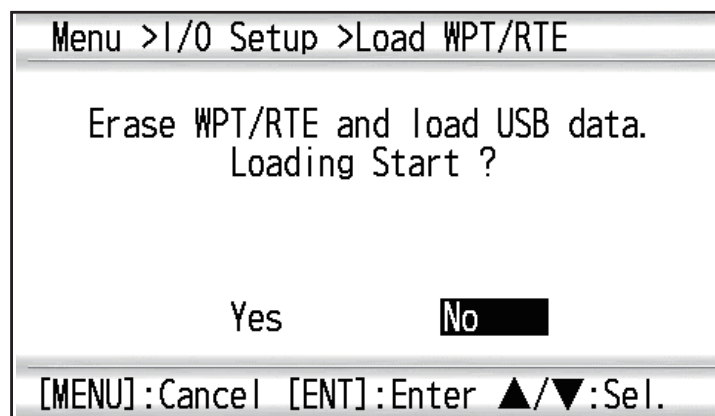 Menu >I/O Setup >Load WPT/RTE
Erase WPT/RTE and load USB data.
Loading Start ?
Yes No
[MENU]:Cancel [ENT]:Enter ▲/▼:Sel.